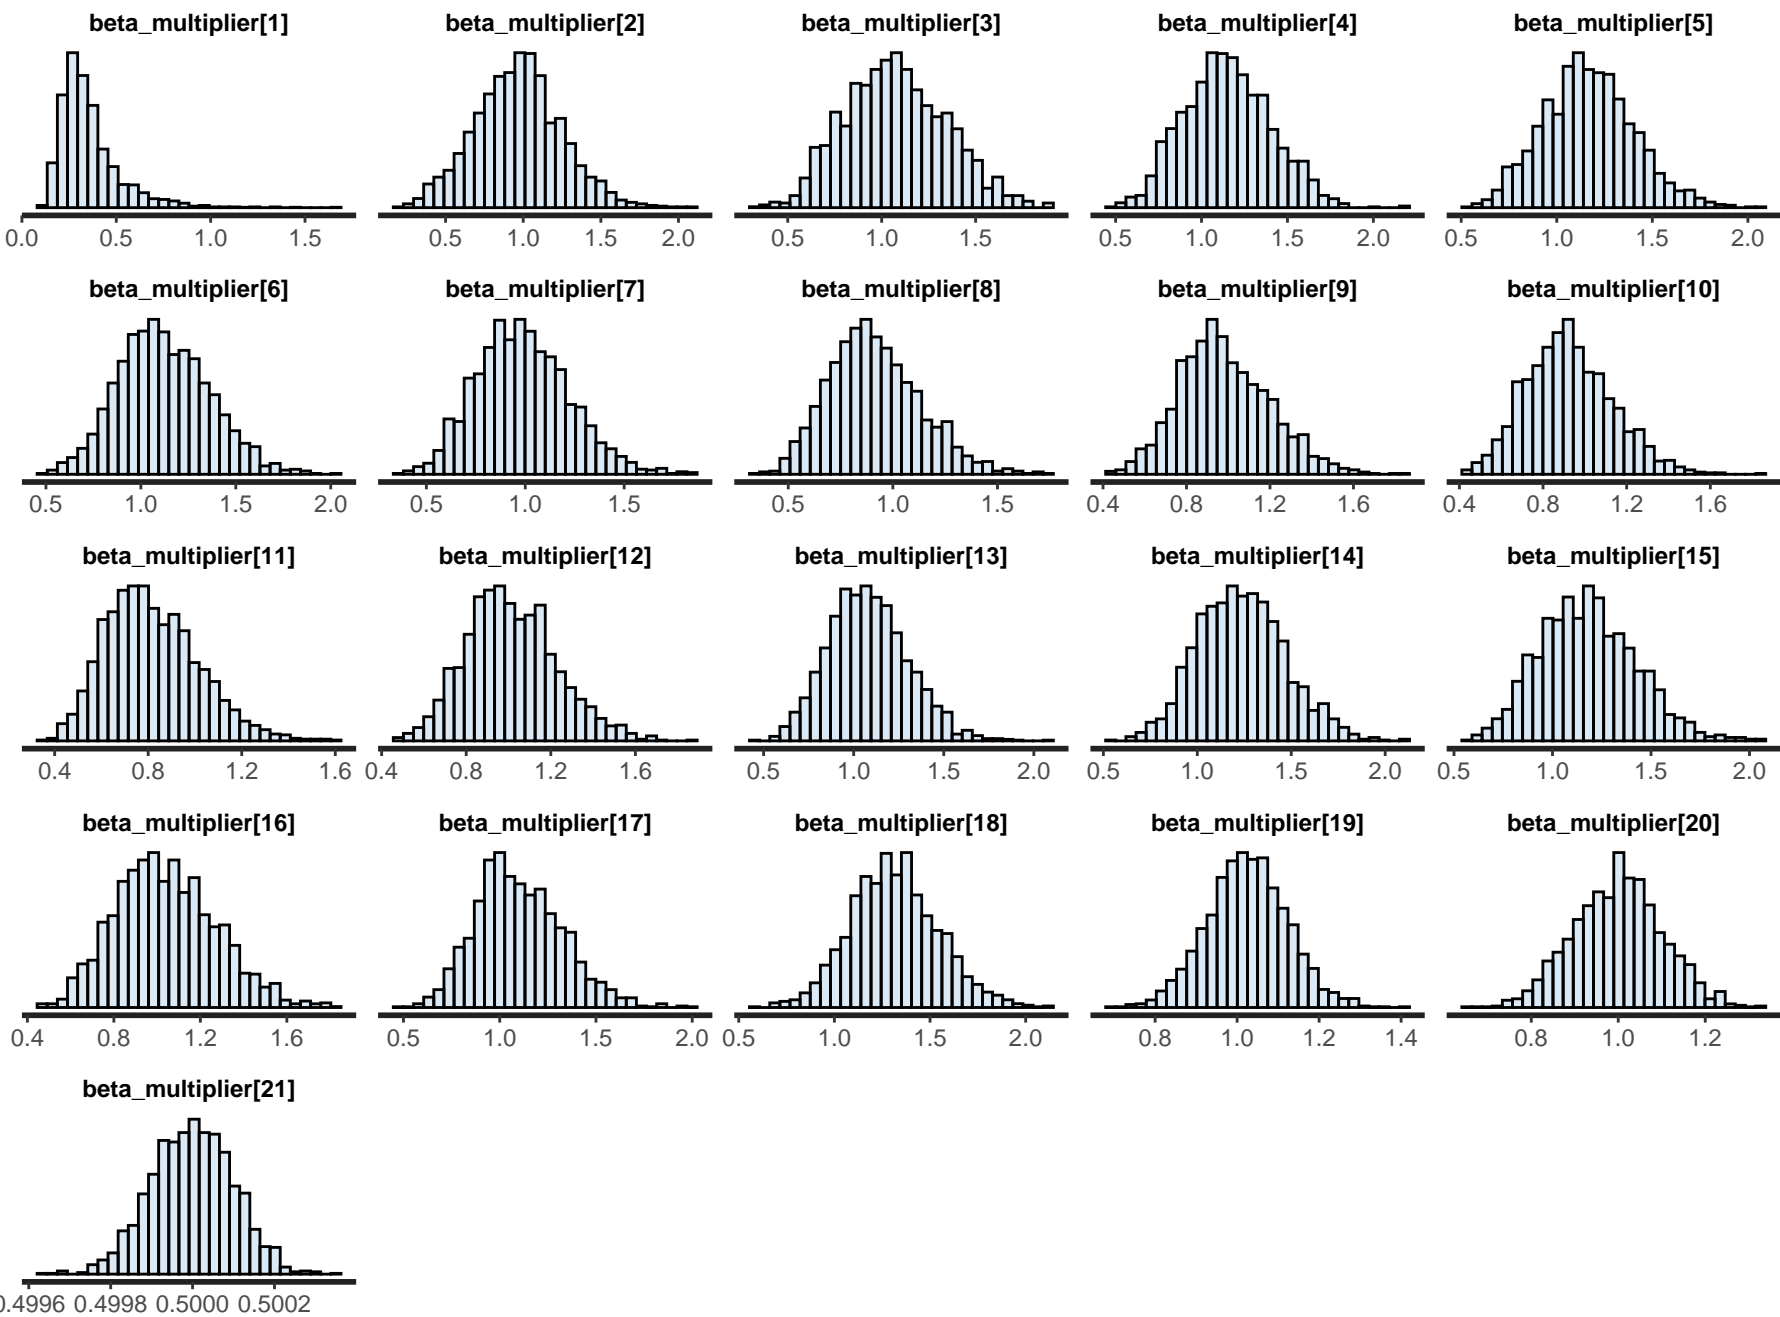 beta_multiplier[1] beta_multiplier[2] beta_multiplier[3] beta_multiplier[4] beta_multiplier[5]
0.0 0.5 1.0 1.5 0.5 1.0 1.5 2.0 0.5 1.0 1.5 0.5 1.0 1.5 2.0 0.5 1.0 1.5 2.0
beta_multiplier[6] beta_multiplier[7] beta_multiplier[8] beta_multiplier[9] beta_multiplier[10]
0.5 1.0 1.5 2.0 0.5 1.0 1.5 0.5 1.0 1.5 0.4 0.8 1.2 1.6 0.4 0.8 1.2 1.6
beta_multiplier[11] beta_multiplier[12] beta_multiplier[13] beta_multiplier[14] beta_multiplier[15]
0.4 0.8 1.2 1.6 0.4 0.8 1.2 1.6 0.5 1.0 1.5 2.0 0.5 1.0 1.5 2.0 0.5 1.0 1.5 2.0
beta_multiplier[16] beta_multiplier[17] beta_multiplier[18] beta_multiplier[19] beta_multiplier[20]
0.4 0.8 1.2 1.6 0.5 1.0 1.5 2.0 0.5 1.0 1.5 2.0 0.8 1.0 1.2 1.4 0.8 1.0 1.2
beta_multiplier[21]
0.4996 0.4998 0.5000 0.5002